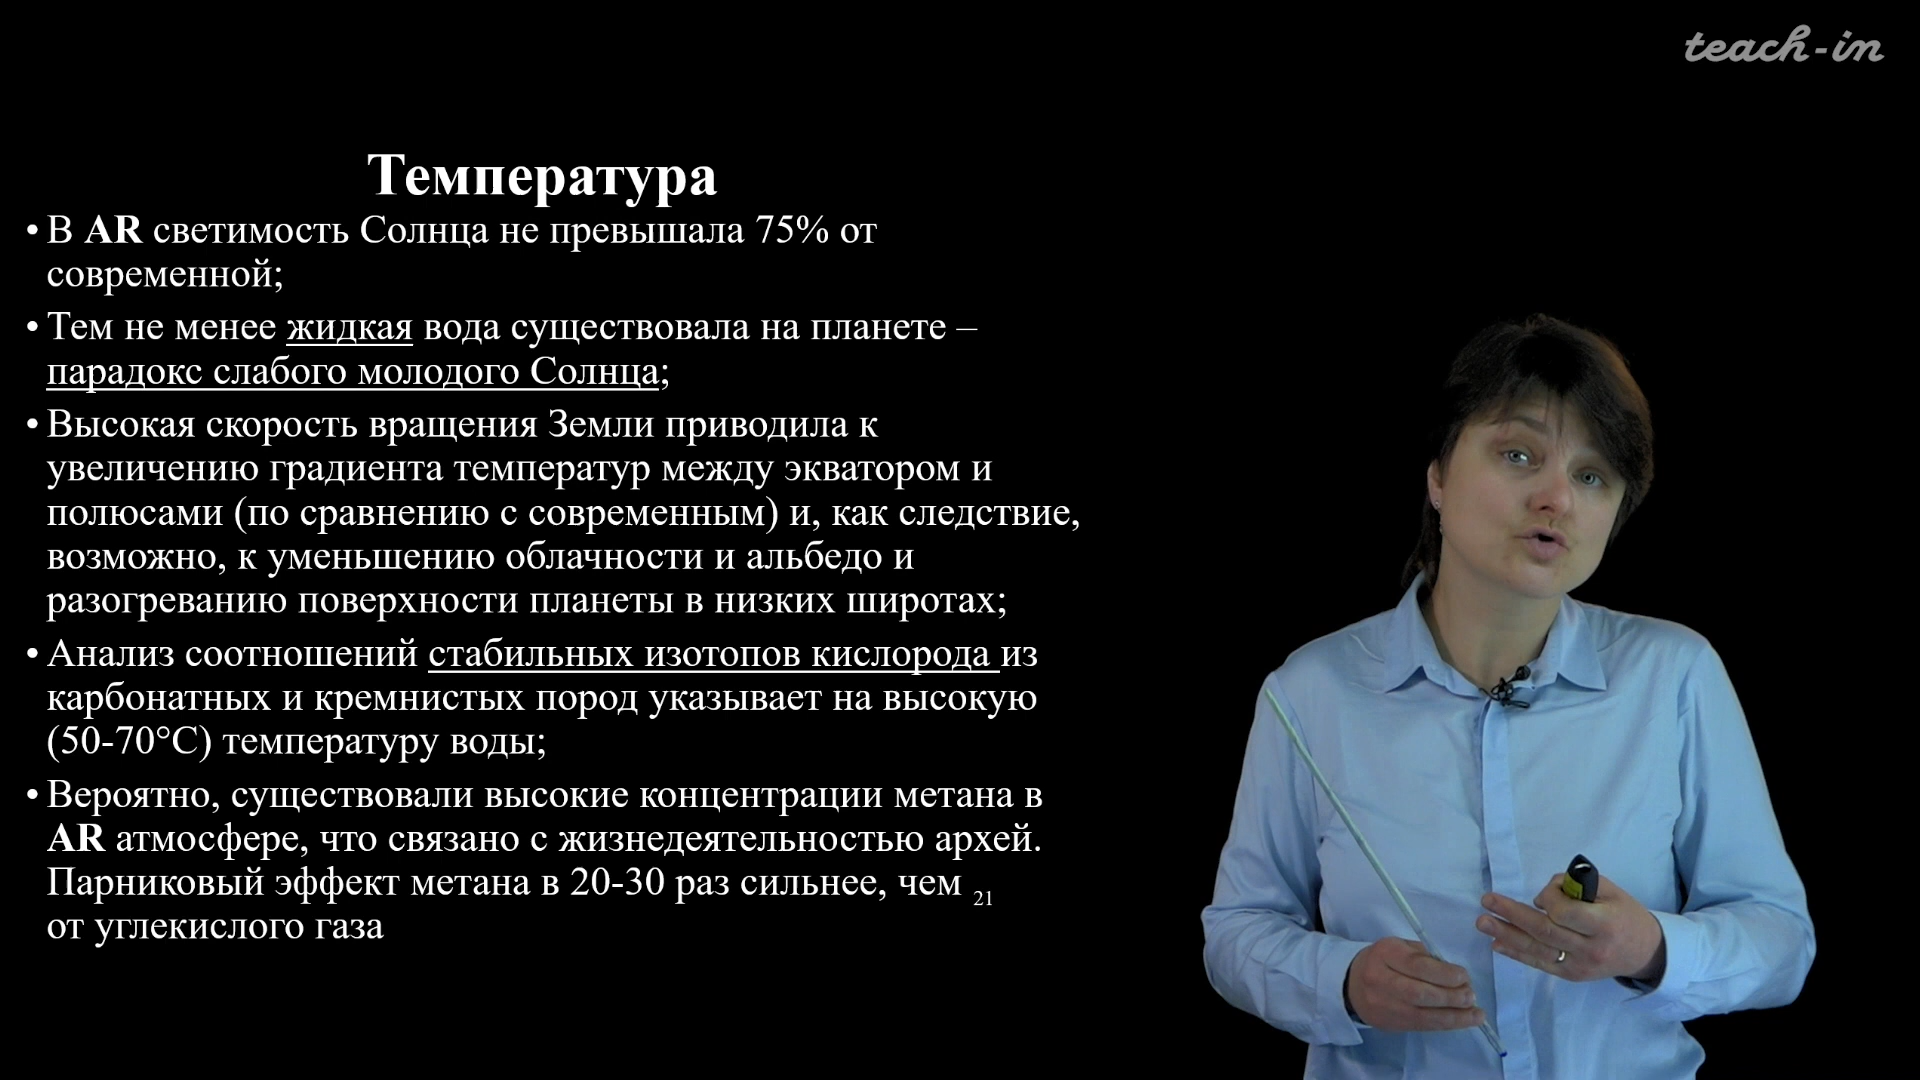 teach-in
Температура
• В AR светимость Солнца не превышала 75% от
современной;
• Тем не менее жидкая вода существовала на планете –
парадокс слабого молодого Солнца;
• Высокая скорость вращения Земли приводила к
увеличению градиента температур между экватором и
полюсами (по сравнению с современным) и, как следствие,
возможно, к уменьшению облачности и альбедо и
разогреванию поверхности планеты в низких широтах;
• Анализ соотношений стабильных изотопов кислорода из
карбонатных и кремнистых пород указывает на высокую
(50-70°С) температуру воды;
• Вероятно, существовали высокие концентрации метана в
AR атмосфере, что связано с жизнедеятельностью архей.
Парниковый эффект метана в 20-30 раз сильнее, чем
от углекислого газа
21